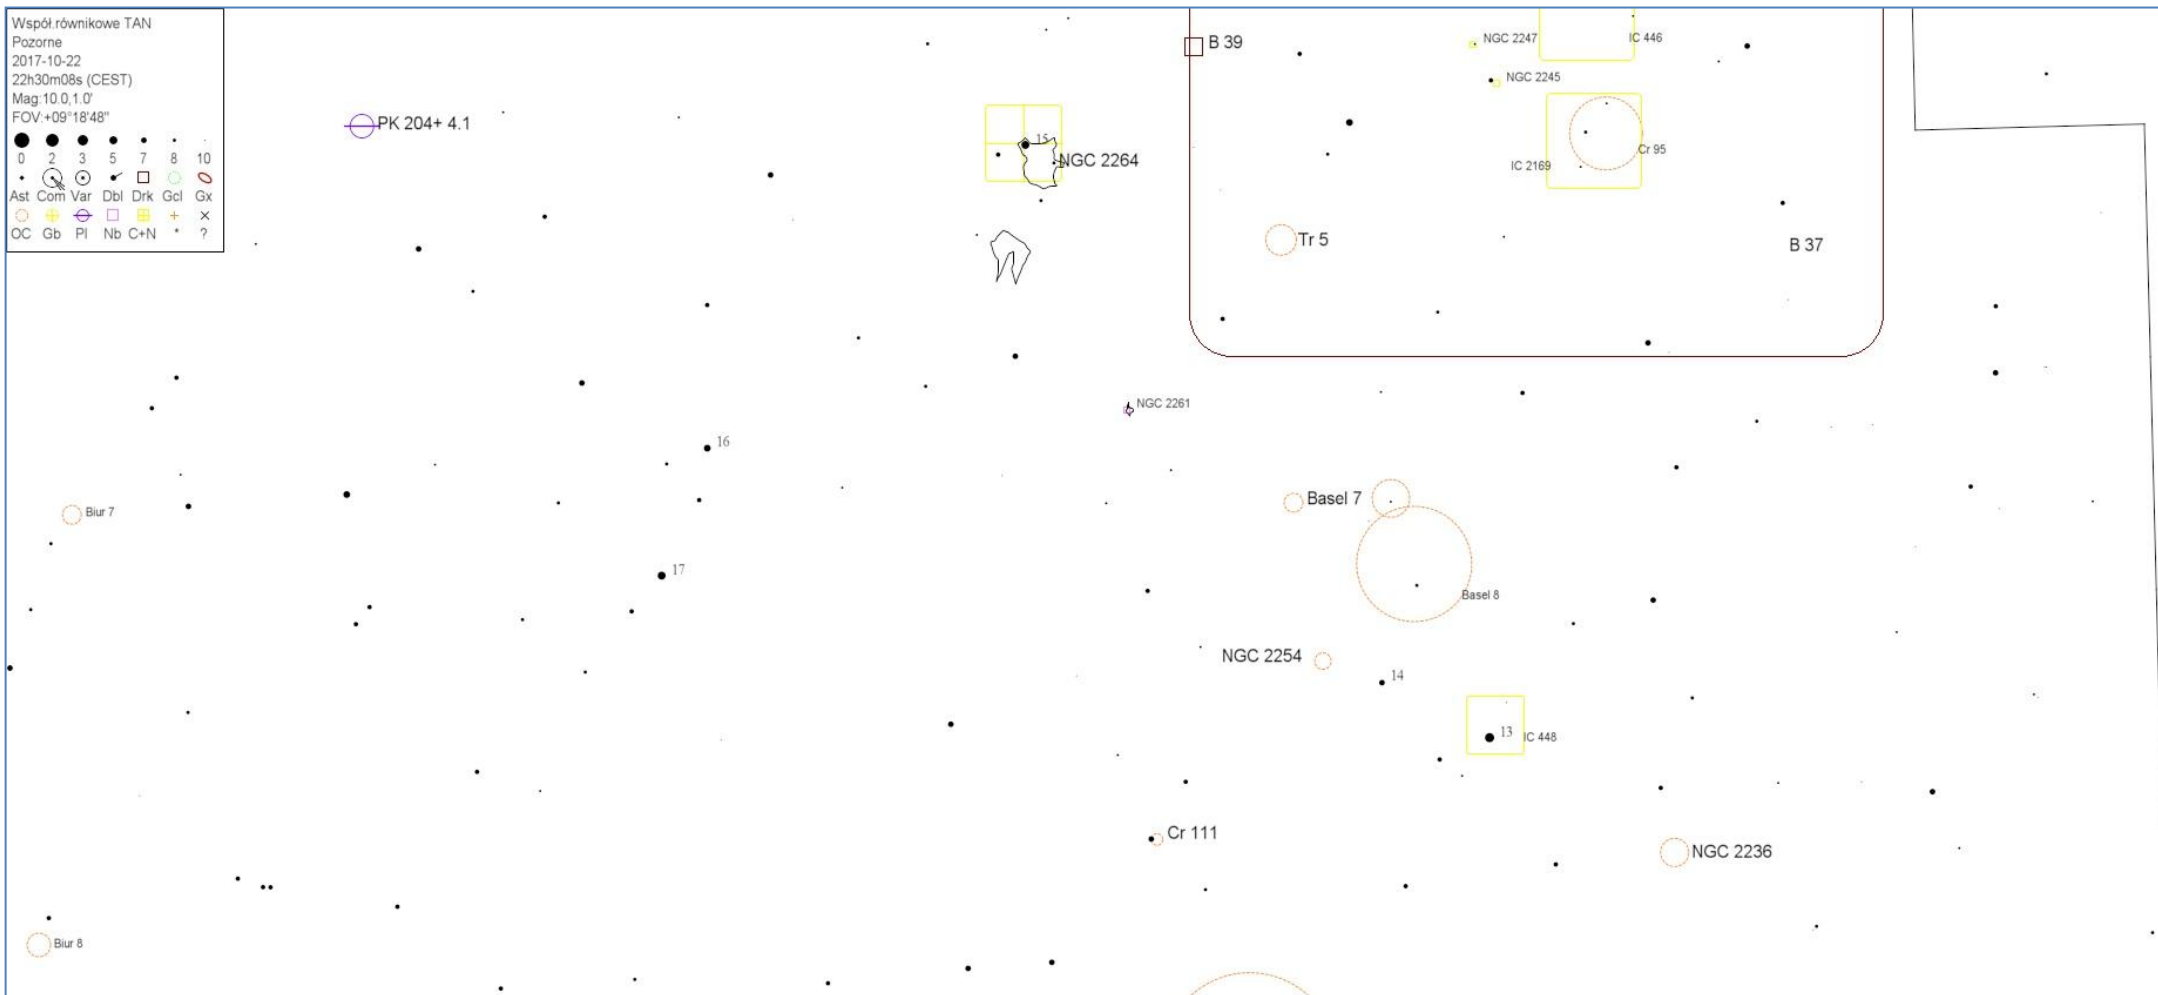 Współ.równikowe TAN
Pozorne
2017-10-22
22h30m08s (CEST)
Mag:10.0,1.0'
FOV:+09°18'48"
0 2 3 5 7 8 10
Ast Com Var Dbl Drk Gcl Gx
OC Gb Pl Nb C+N * ?
B 39
NGC 2247
IC 446
NGC 2245
PK 204+ 4.1
15
NGC 2264
Cr 95
IC 2169
Tr 5
B 37
NGC 2261
16
Basel 7
Biur 7
17
Basel 8
NGC 2254
14
13
IC 448
Cr 111
NGC 2236
Biur 8